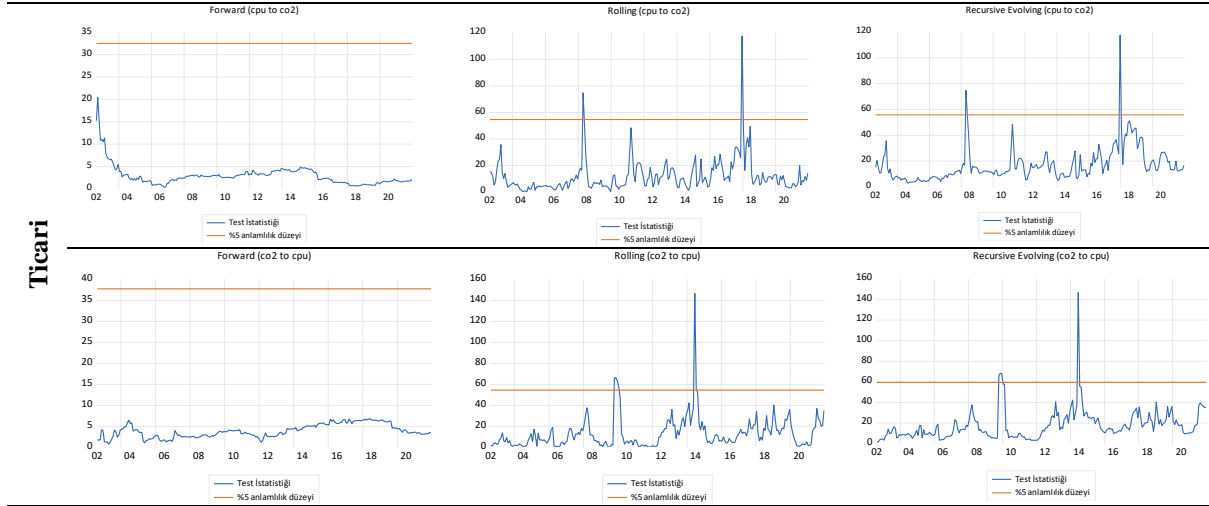 Ticari
Forward (cpu to co2)
35
30
25
20
15
10
5
0
02 04 06 08 10 12 14 16 18 20
Test İstatistiği
%5 anlamlılık düzeyi
Rolling (cpu to co2)
120
100
80
60
40
20
0
02 04 06 08 10 12 14 16 18 20
Test İstatistiği
%5 anlamlılık düzeyi
Recursive Evolving (cpu to co2)
120
100
80
60
40
20
0
02 04 06 08 10 12 14 16 18 20
Test İstatistiği
%5 anlamlılık düzeyi
Forward (co2 to cpu)
40
35
30
25
20
15
10
5
0
02 04 06 08 10 12 14 16 18 20
Test İstatistiği
%5 anlamlılık düzeyi
Rolling (co2 to cpu)
160
140
120
100
80
60
40
20
0
02 04 06 08 10 12 14 16 18 20
Test İstatistiği
%5 anlamlılık düzeyi
Recursive Evolving (co2 to cpu)
160
140
120
100
80
60
40
20
0
02 04 06 08 10 12 14 16 18 20
Test İstatistiği
%5 anlamlılık düzeyi